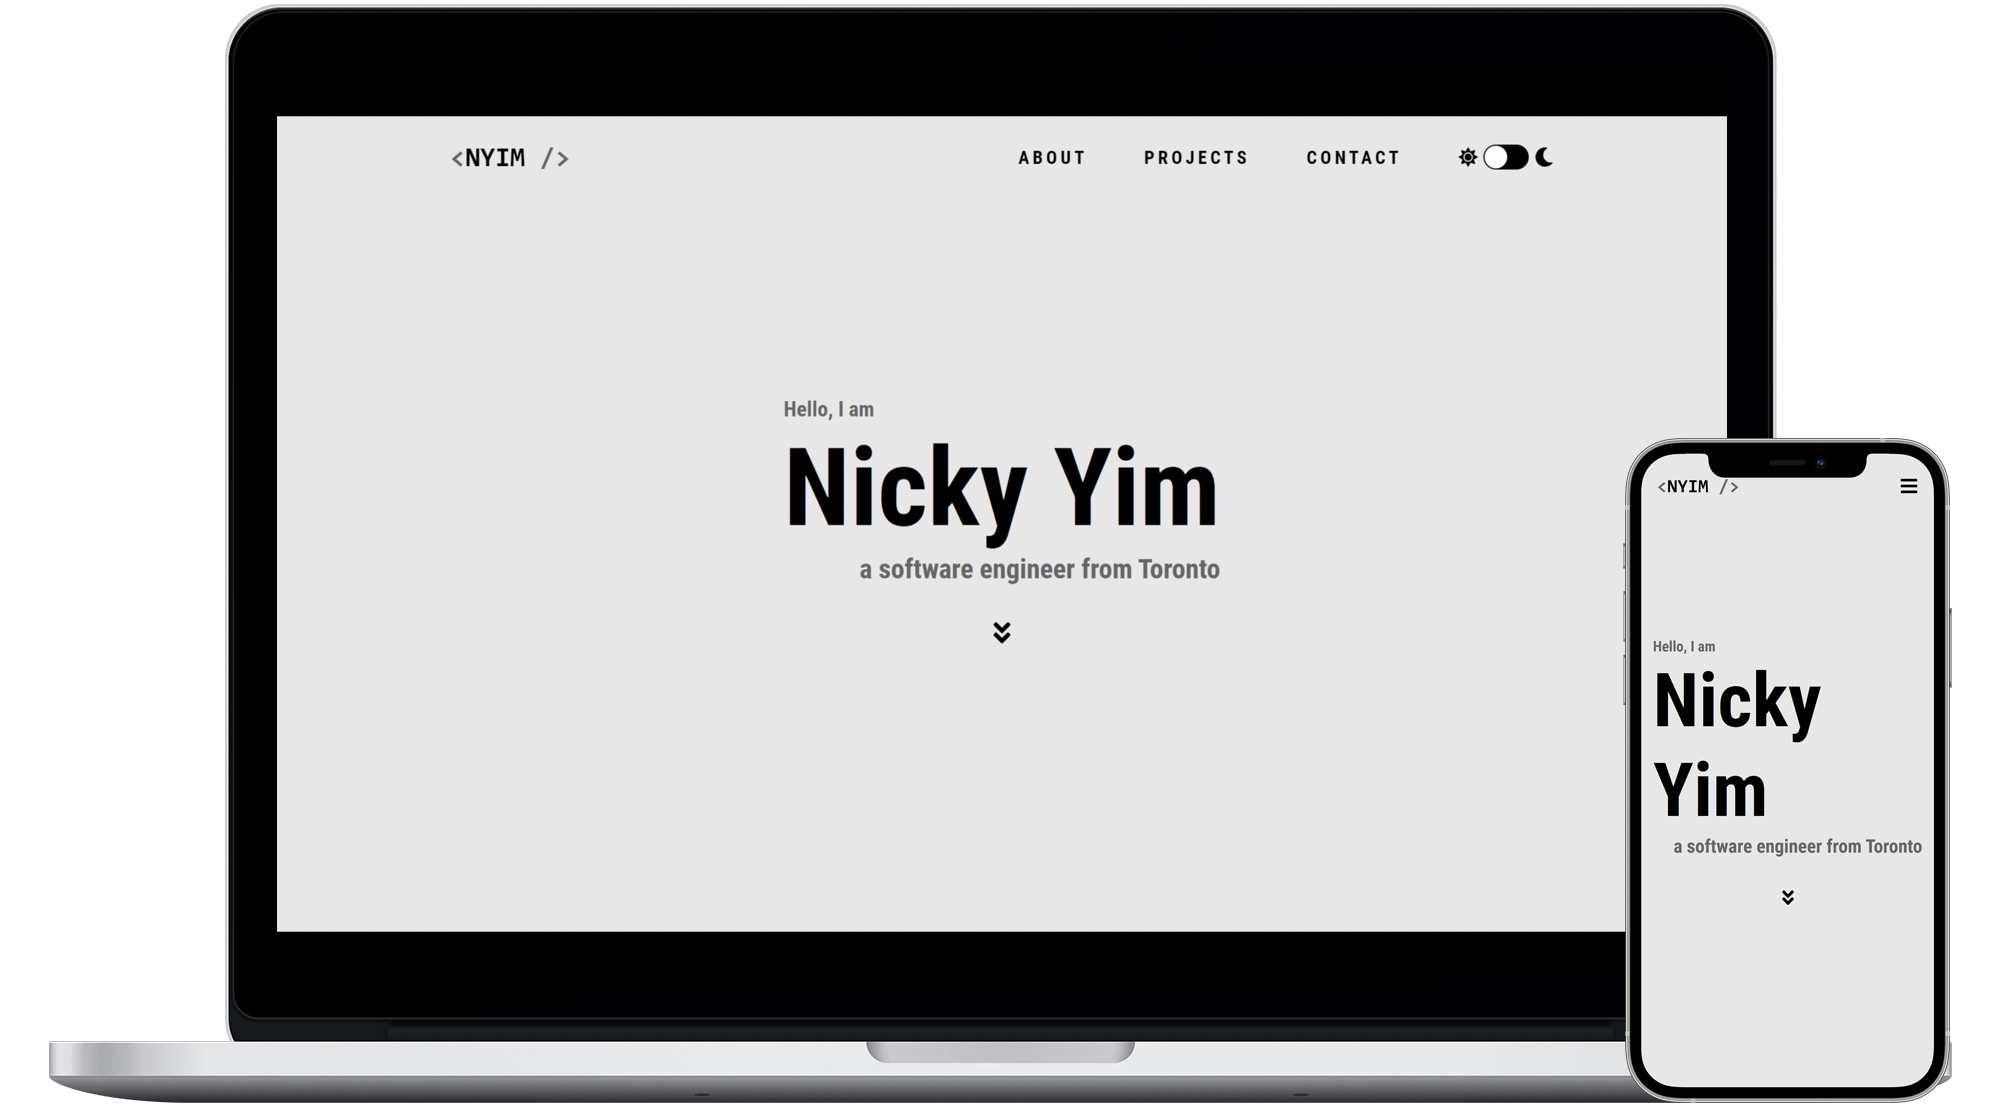 <NYIM />
ABOUT PROJECTS CONTACT
Hello, I am
Nicky Yim
a software engineer from Toronto
<NYIM />
Hello, I am
Nicky
Yim
a software engineer from Toronto